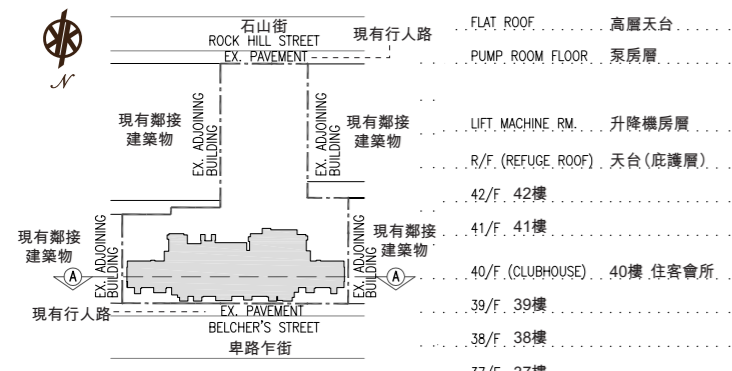 石山街
ROCK HILL STREET
現有行人路
EX. PAVEMENT
N
現有鄰接
建築物
EX. ADJOINING
BUILDING
EX. ADJOINING
BUILDING
現有鄰接
建築物
現有鄰接
建築物
EX. ADJOINING
BUILDING
EX. ADJOINING
BUILDING
現有鄰接
建築物
A
A
現有行人路
EX. PAVEMENT
BELCHER'S STREET
卑路乍街
FLAT ROOF 高層天台
PUMP ROOM FLOOR 泵房層
LIFT MACHINE RM. 升降機房層
R/F (REFUGE ROOF) 天台(庇護層)
42/F 42樓
41/F 41樓
40/F (CLUBHOUSE) 40樓 住客會所
39/F 39樓
38/F 38樓
37/F 37樓